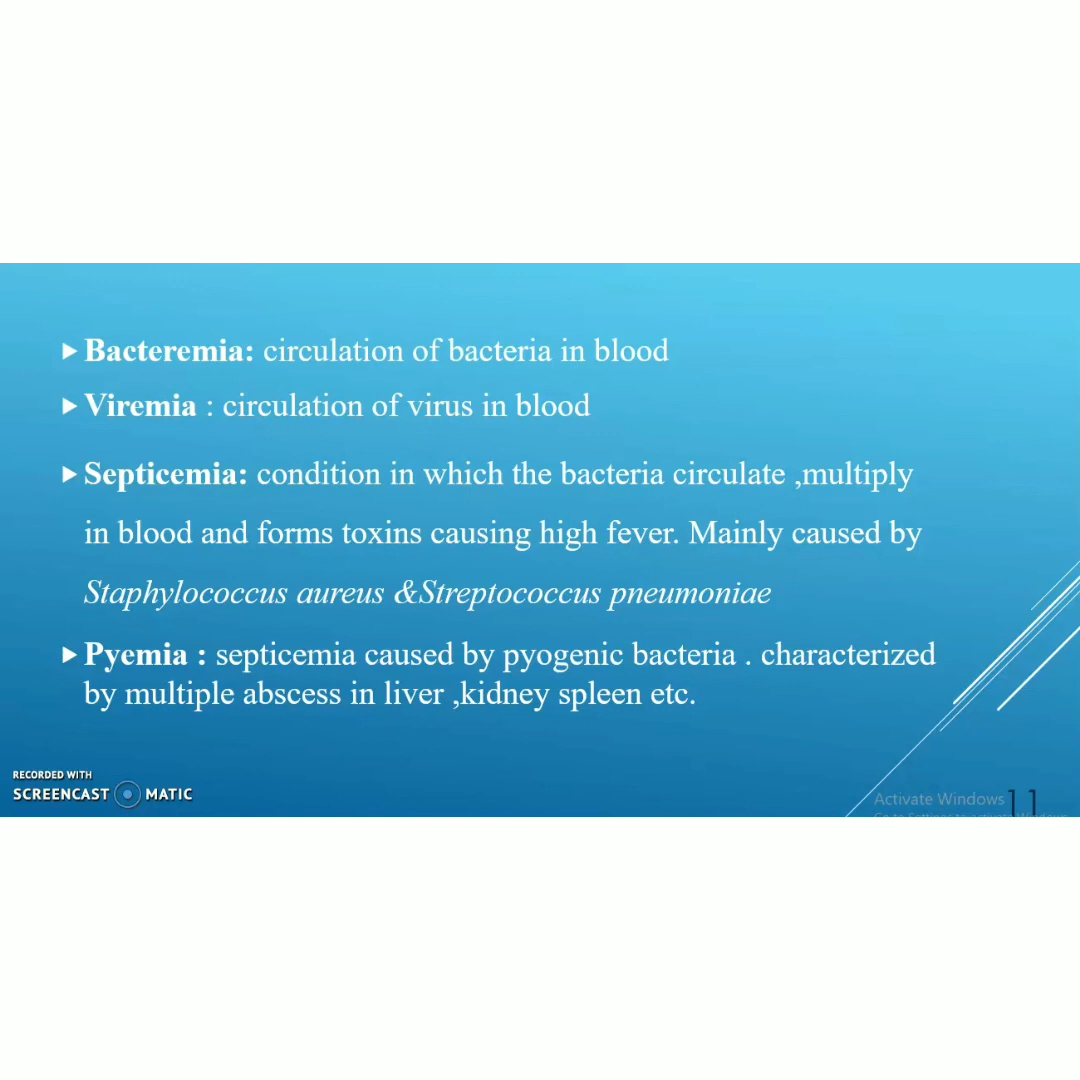 Bacteremia: circulation of bacteria in blood
Viremia : circulation of virus in blood
Septicemia: condition in which the bacteria circulate ,multiply
in blood and forms toxins causing high fever. Mainly caused by
Staphylococcus aureus &Streptococcus pneumoniae
Pyemia : septicemia caused by pyogenic bacteria . characterized
by multiple abscess in liver ,kidney spleen etc.
RECORDED WITH
SCREENCAST MATIC
Activate Windows 11